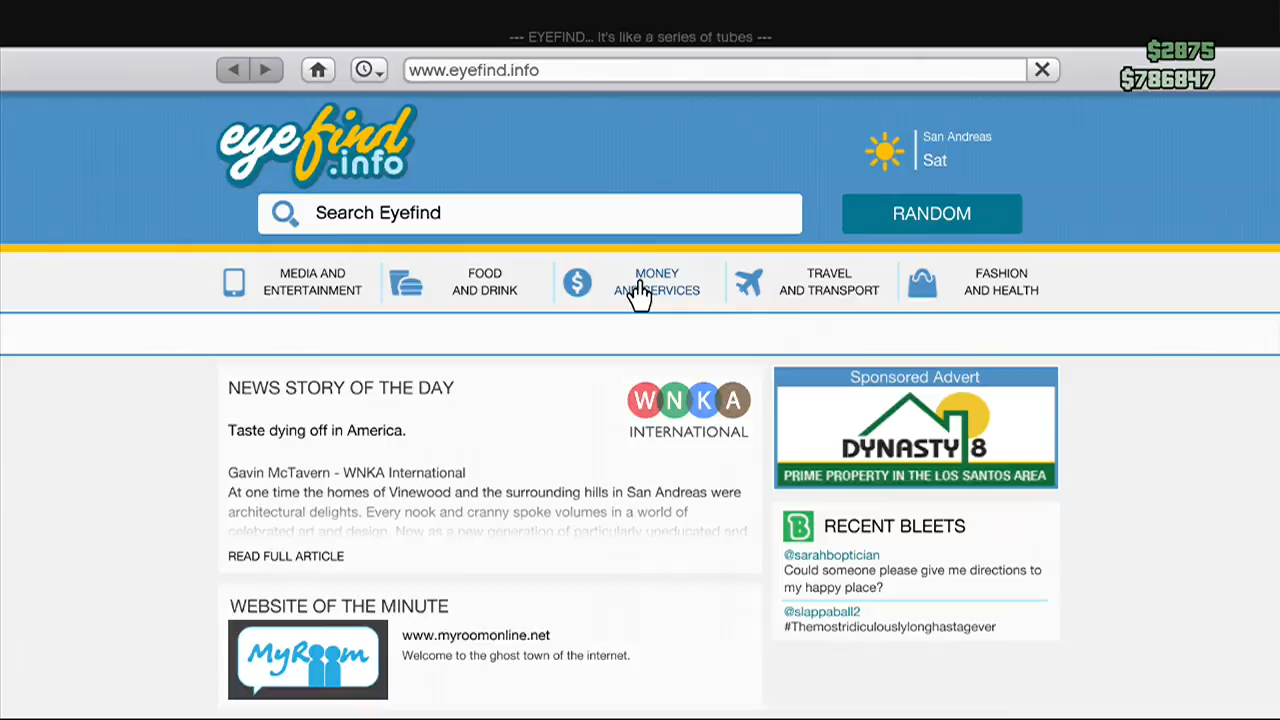 --- EYEFIND... It's like a series of tubes ---
$2875
www.eyefind.info
$786847
eyefind
.info
San Andreas
Sat
Search Eyefind
RANDOM
MEDIA AND
ENTERTAINMENT
FOOD
AND DRINK
MONEY
AND SERVICES
TRAVEL
AND TRANSPORT
FASHION
AND HEALTH
NEWS STORY OF THE DAY
WNKA
INTERNATIONAL
Taste dying off in America.
Gavin McTavern - WNKA International
At one time the homes of Vinewood and the surrounding hills in San Andreas were
architectural delights. Every nook and cranny spoke volumes in a world of
celebrated art and design. Now as a new generation of particularly uneducated and
READ FULL ARTICLE
Sponsored Advert
DYNASTY 8
PRIME PROPERTY IN THE LOS SANTOS AREA
B RECENT BLEETS
@sarahboptician
Could someone please give me directions to
my happy place?
@slappaball2
#Themostridiculouslylonghastagever
WEBSITE OF THE MINUTE
MyRoom
www.myroomonline.net
Welcome to the ghost town of the internet.